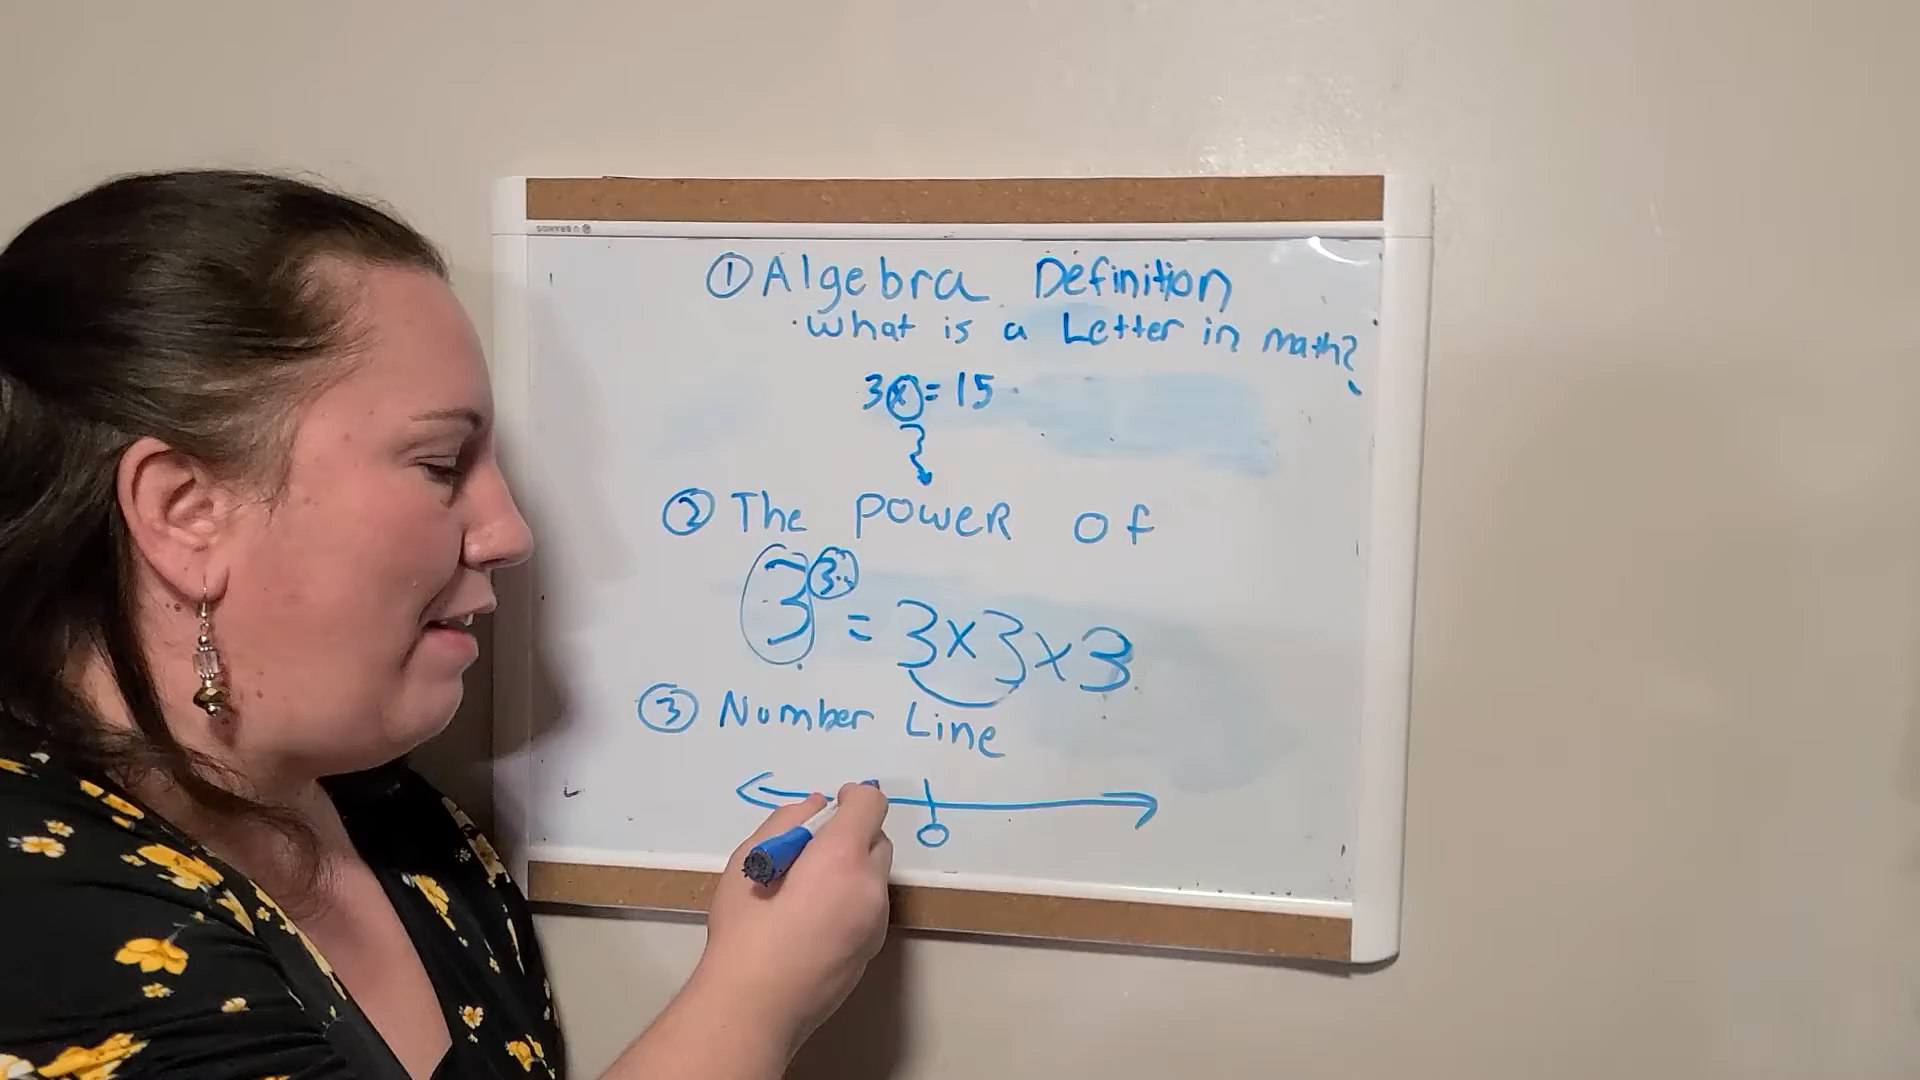 ① Algebra Definition
· What is a Letter in math?
3x = 15
② The POWER of
3³ = 3x3x3
③ Number Line
0